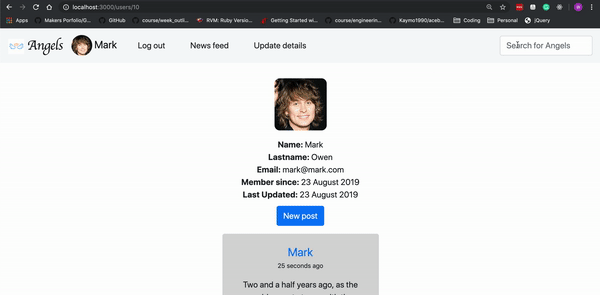 localhost:3000/users/10
Apps Makers Porfolio/G... GitHub course/week_outli... RVM: Ruby Versio... Getting Started wi... course/engineerin... Kaymo1990/aceb... Coding Personal jQuery
Angels Mark Log out News feed Update details Search for Angels
Name: Mark
Lastname: Owen
Email: mark@mark.com
Member since: 23 August 2019
Last Updated: 23 August 2019
New post
Mark
25 seconds ago
Two and a half years ago, as the